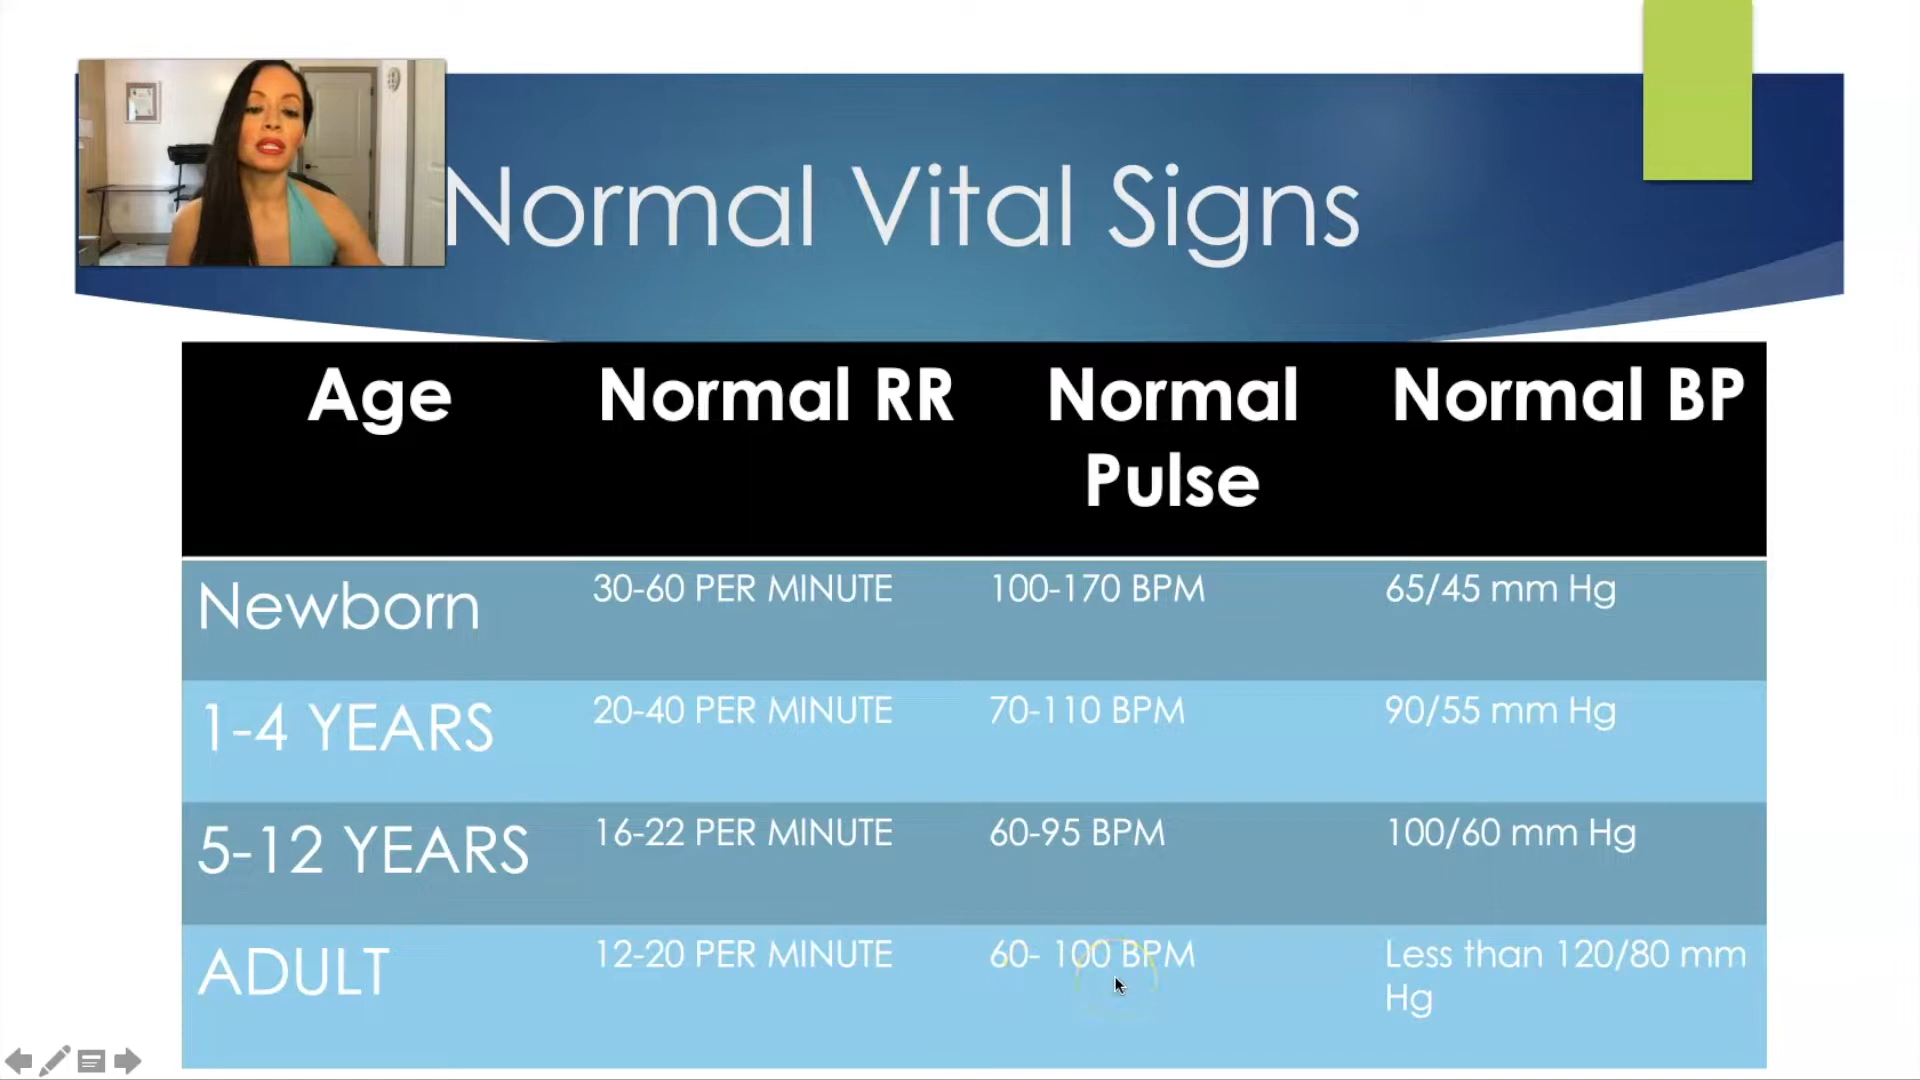 Normal Vital Signs
Age Normal RR Normal Pulse Normal BP
Newborn 30-60 PER MINUTE 100-170 BPM 65/45 mm Hg
1-4 YEARS 20-40 PER MINUTE 70-110 BPM 90/55 mm Hg
5-12 YEARS 16-22 PER MINUTE 60-95 BPM 100/60 mm Hg
ADULT 12-20 PER MINUTE 60- 100 BPM Less than 120/80 mm
Hg